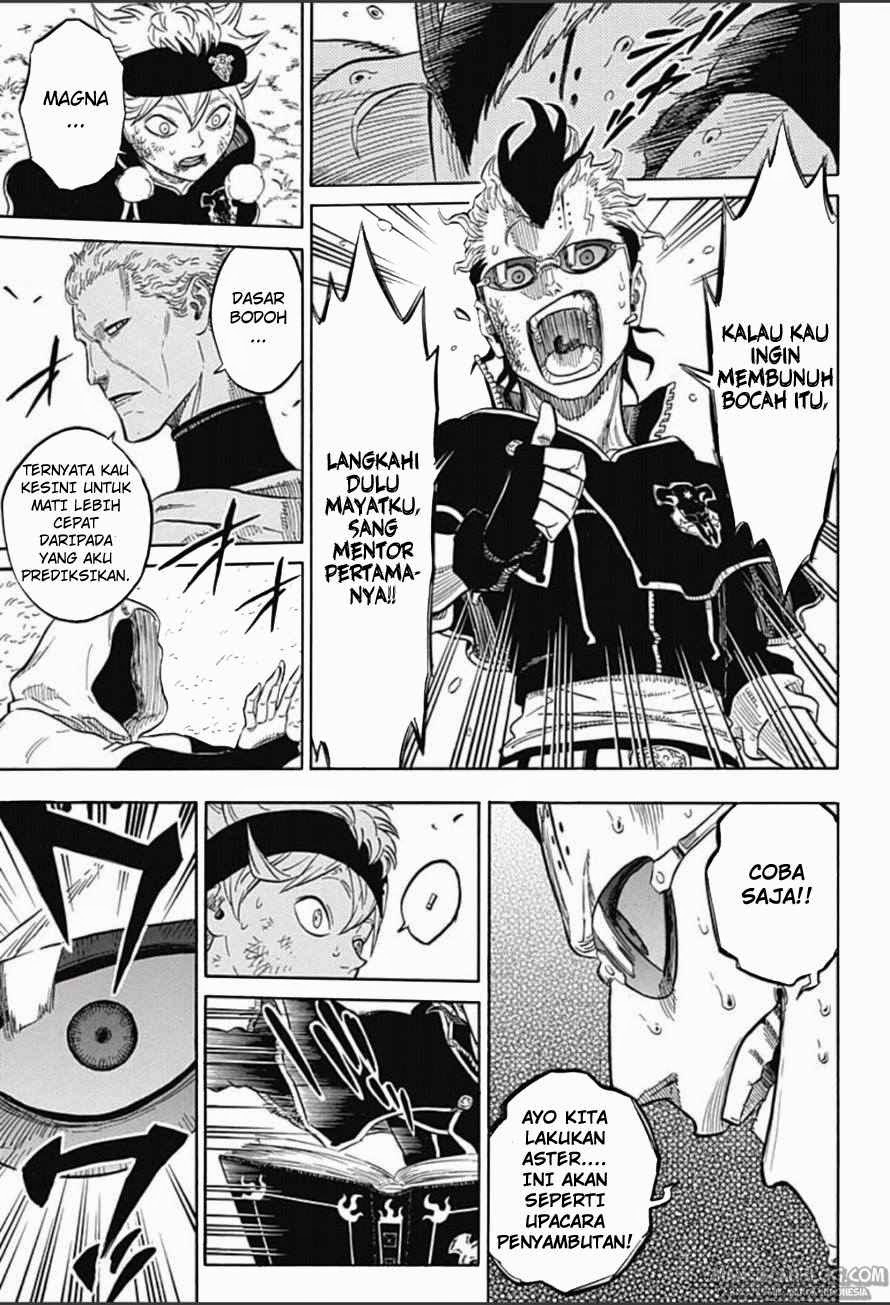 KALAU KAU
INGIN
MEMBUNUH
BOCAH ITU,
LANGKAHI
DULU
MAYATKU,
SANG
MENTOR
PERTAMA-
NYA!!
MAGNA
...
DASAR
BODOH
...
TERNYATA KAU
KESINI UNTUK
MATI LEBIH
CEPAT
DARIPADA
YANG AKU
PREDIKSIKAN.
COBA
SAJA!!
AYO KITA
LAKUKAN
ASTER....
INI AKAN
SEPERTI
UPACARA
PENYAMBUTAN!
!